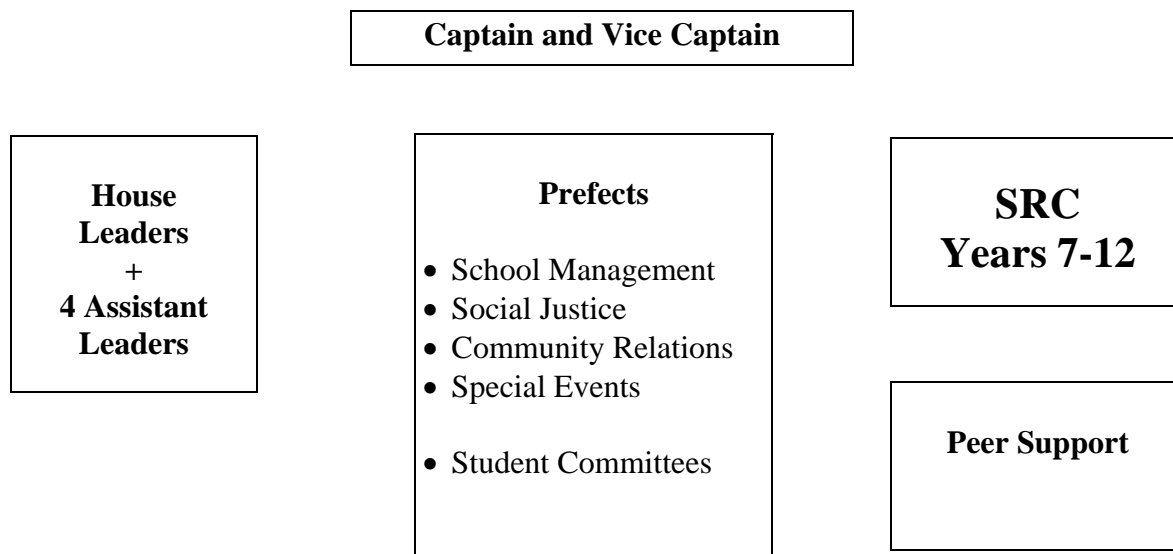 Captain and Vice Captain
House
Leaders
+
4 Assistant
Leaders
Prefects
• School Management
• Social Justice
• Community Relations
• Special Events
• Student Committees
SRC
Years 7-12
Peer Support